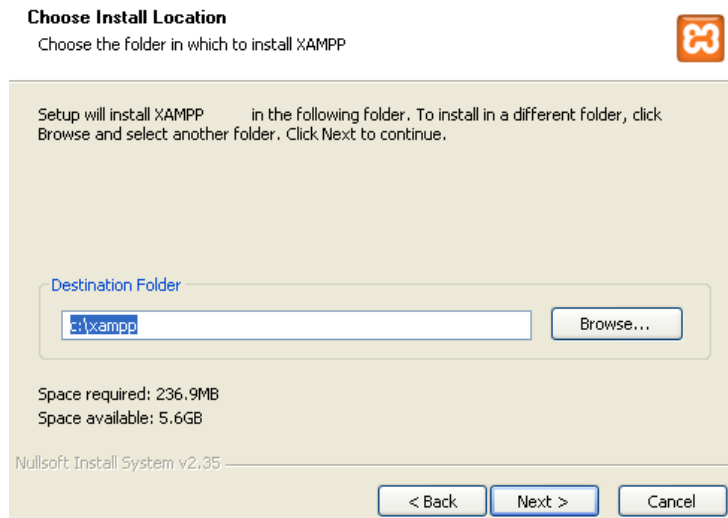 Choose Install Location
Choose the folder in which to install XAMPP
Setup will install XAMPP in the following folder. To install in a different folder, click
Browse and select another folder. Click Next to continue.
Destination Folder
c:\xampp
Browse...
Space required: 236.9MB
Space available: 5.6GB
Nullsoft Install System v2.35
< Back
Next >
Cancel